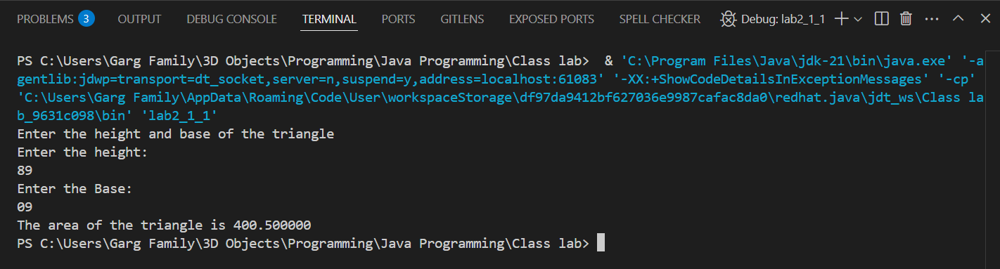 PROBLEMS 3 OUTPUT DEBUG CONSOLE TERMINAL PORTS GITLENS EXPOSED PORTS SPELL CHECKER Debug: lab2_1_1
PS C:\Users\Garg Family\3D Objects\Programming\Java Programming\Class lab>  & 'C:\Program Files\Java\jdk-21\bin\java.exe' '-a
gentlib:jdwp=transport=dt_socket,server=n,suspend=y,address=localhost:61083' '-XX:+ShowCodeDetailsInExceptionMessages' '-cp'
'C:\Users\Garg Family\AppData\Roaming\Code\User\workspaceStorage\df97da9412bf627036e9987cafac8da0\redhat.java\jdt_ws\Class la
b_9631c098\bin' 'lab2_1_1'
Enter the height and base of the triangle
Enter the height:
89
Enter the Base:
09
The area of the triangle is 400.500000
PS C:\Users\Garg Family\3D Objects\Programming\Java Programming\Class lab>